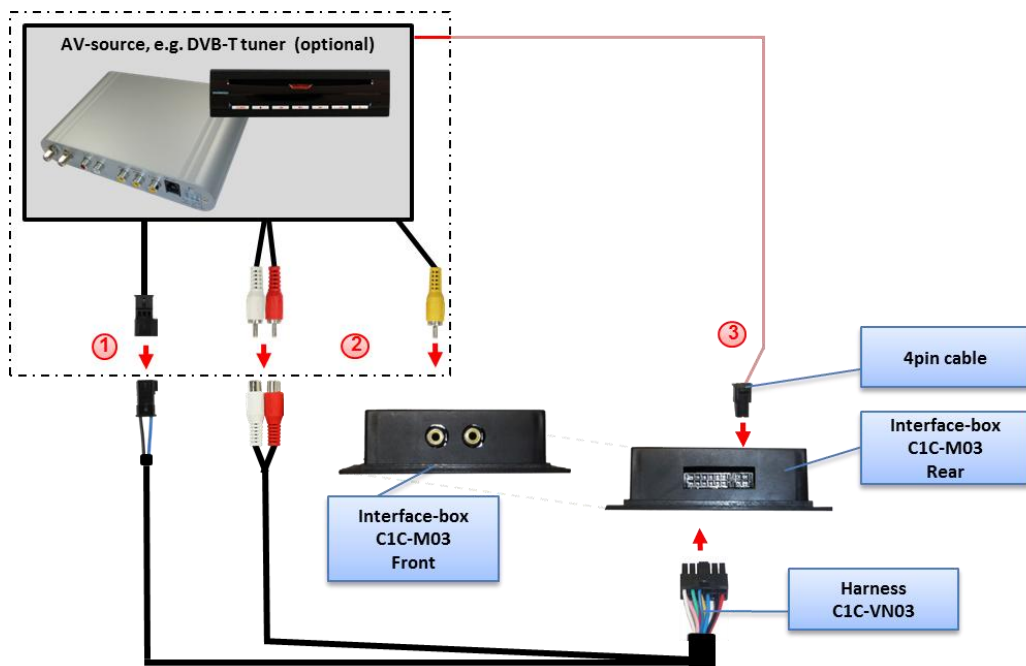 AV-source, e.g. DVB-T tuner (optional)
1
2
3
4pin cable
Interface-box
C1C-M03
Rear
Interface-box
C1C-M03
Front
Harness
C1C-VN03